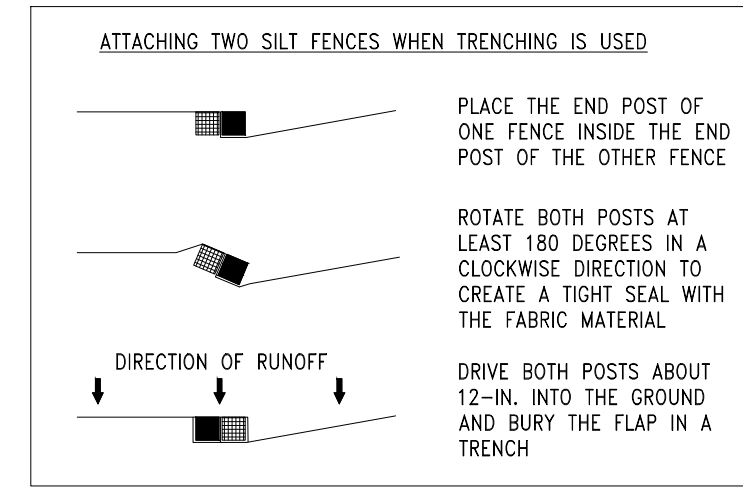 ATTACHING TWO SILT FENCES WHEN TRENCHING IS USED
PLACE THE END POST OF
ONE FENCE INSIDE THE END
POST OF THE OTHER FENCE
ROTATE BOTH POSTS AT
LEAST 180 DEGREES IN A
CLOCKWISE DIRECTION TO
CREATE A TIGHT SEAL WITH
THE FABRIC MATERIAL
DIRECTION OF RUNOFF
DRIVE BOTH POSTS ABOUT
12-IN. INTO THE GROUND
AND BURY THE FLAP IN A
TRENCH